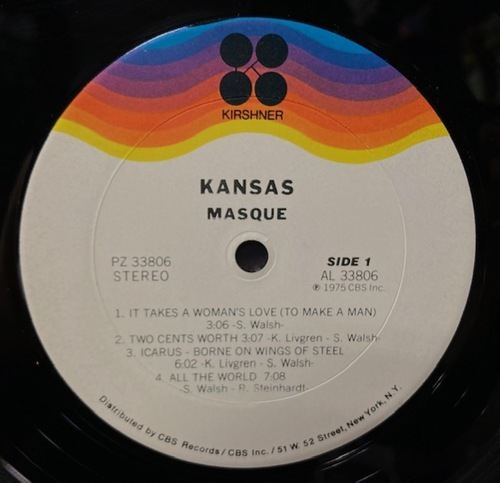 KIRSHNER
KANSAS
MASQUE
PZ 33806
STEREO
SIDE 1
AL 33806
℗ 1975 CBS Inc.
1. IT TAKES A WOMAN'S LOVE (TO MAKE A MAN)
3:06 -S. Walsh-
2. TWO CENTS WORTH 3:07 -K. Livgren - S. Walsh-
3. ICARUS - BORNE ON WINGS OF STEEL
6:02 -K. Livgren - S. Walsh-
4. ALL THE WORLD 7:08
-S. Walsh - R. Steinhardt-
Distributed by CBS Records/CBS Inc./51 W. 52 Street, New York, N.Y.